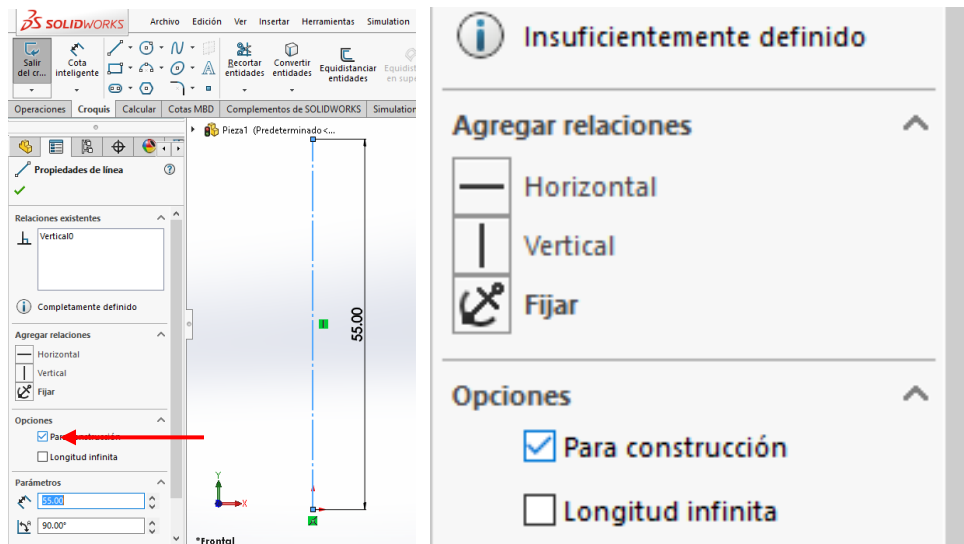 SOLIDWORKS
Archivo Edición Ver Insertar Herramientas Simulation
Salir del cr...
Cota inteligente
Recortar entidades
Convertir entidades
Equidistanciar entidades
Operaciones Croquis Calcular Cotas MBD Complementos de SOLIDWORKS Simulation
Pieza1 (Predeterminado<...
Propiedades de línea
Relaciones existentes
Vertical0
Completamente definido
Agregar relaciones
Horizontal
Vertical
Fijar
Opciones
Para construcción
Longitud infinita
Parámetros
55.00
90.00°
55.00
Y
X
*Frontal
Insuficientemente definido
Agregar relaciones
Horizontal
Vertical
Fijar
Opciones
Para construcción
Longitud infinita